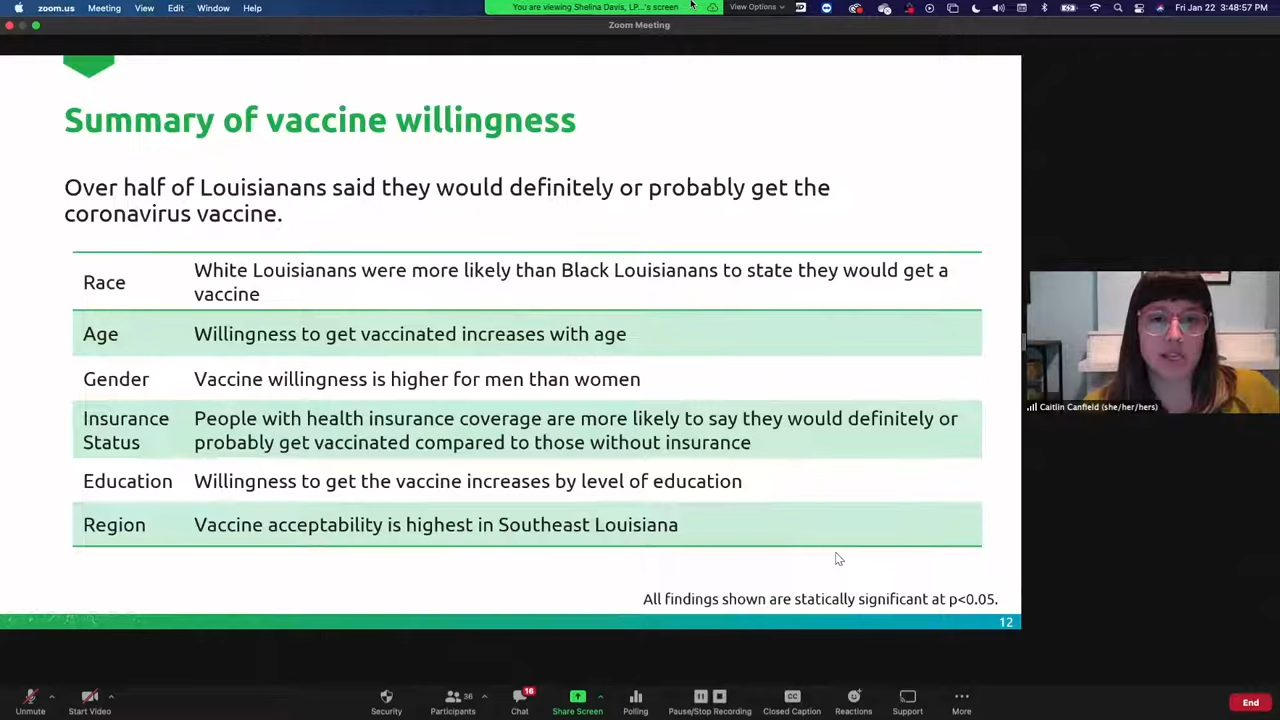 zoom.us Meeting View Edit Window Help
You are viewing Shelina Davis, LP...'s screen
View Options
Fri Jan 22 3:48:57 PM
Zoom Meeting
Summary of vaccine willingness
Over half of Louisianans said they would definitely or probably get the
coronavirus vaccine.
Race
White Louisianans were more likely than Black Louisianans to state they would get a
vaccine
Age
Willingness to get vaccinated increases with age
Gender
Vaccine willingness is higher for men than women
Insurance
Status
People with health insurance coverage are more likely to say they would definitely or
probably get vaccinated compared to those without insurance
Education
Willingness to get the vaccine increases by level of education
Region
Vaccine acceptability is highest in Southeast Louisiana
All findings shown are statically significant at p<0.05.
12
Caitlin Canfield (she/her/hers)
Unmute
Start Video
Security
36
Participants
16
Chat
Share Screen
Polling
Pause/Stop Recording
CC
Closed Caption
Reactions
Support
More
End